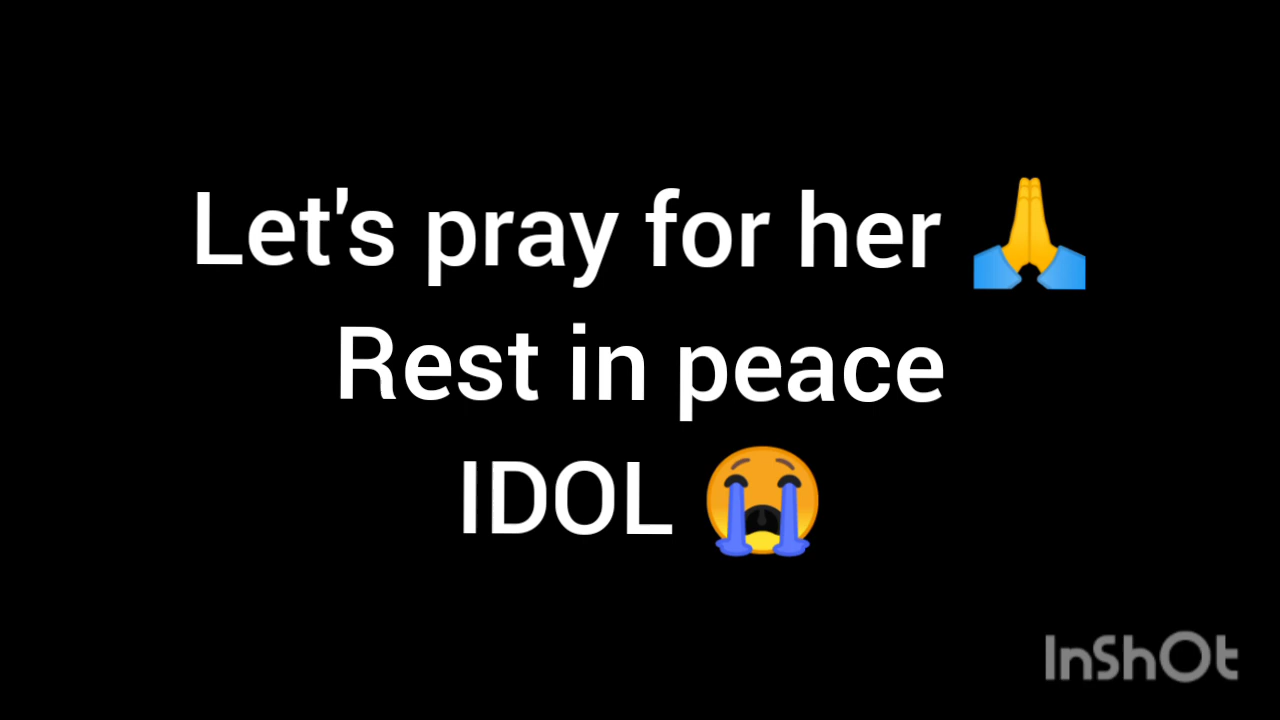 Let's pray for her 🙏
Rest in peace
IDOL 😭
InShOt